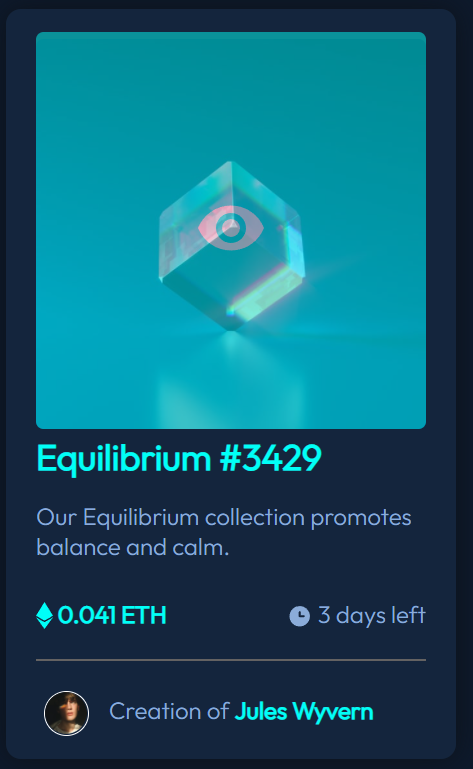 Equilibrium #3429
Our Equilibrium collection promotes
balance and calm.
0.041 ETH
3 days left
Creation of Jules Wyvern